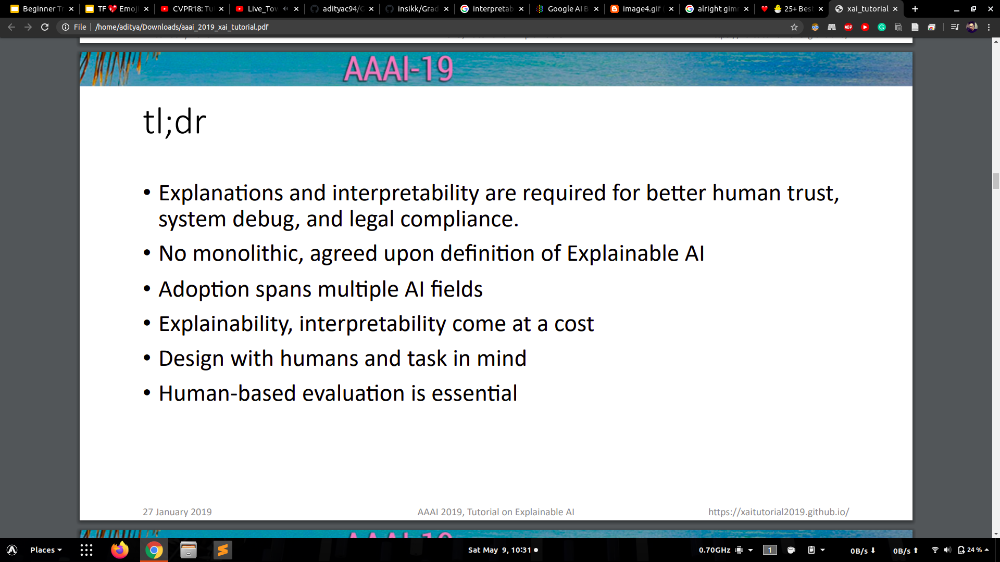 Beginner Tr
TF Emoj
CVPR18: Tu
Live_Tow
adityac94/G
insikk/Grad
interpretab
Google AI B
image4.gif
alright gim
25+ Best
xai_tutorial
File
/home/aditya/Downloads/aaai_2019_xai_tutorial.pdf
ABP
AAAI-19
tl;dr
• Explanations and interpretability are required for better human trust,
system debug, and legal compliance.
• No monolithic, agreed upon definition of Explainable AI
• Adoption spans multiple AI fields
• Explainability, interpretability come at a cost
• Design with humans and task in mind
• Human-based evaluation is essential
27 January 2019
AAAI 2019, Tutorial on Explainable AI
https://xaitutorial2019.github.io/
AAAI-19
Places
Sat May 9, 10:31
0.70GHz
1
0B/s
0B/s
24 %